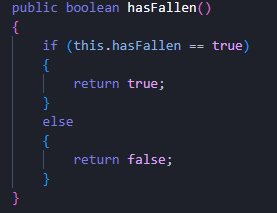 public boolean hasFallen()
{
    if (this.hasFallen == true)
    {
        return true;
    }
    else
    {
        return false;
    }
}